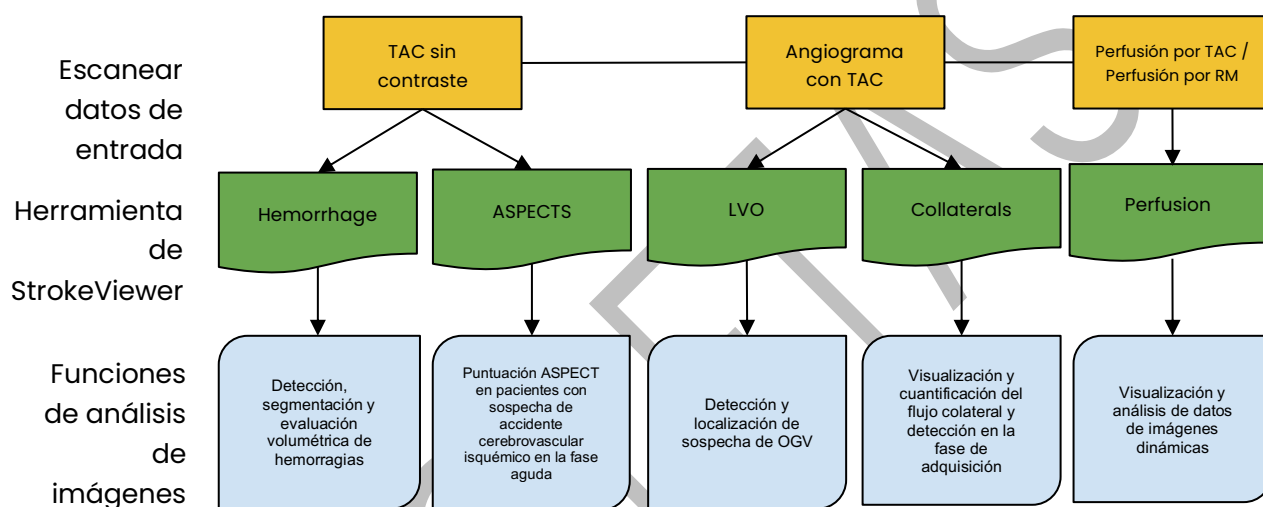 Escanear
datos de
entrada
TAC sin
contraste
Angiograma
con TAC
Perfusión por TAC /
Perfusión por RM
Herramienta
de
StrokeViewer
Hemorrhage
ASPECTS
LVO
Collaterals
Perfusion
Funciones
de análisis
de
imágenes
Detección,
segmentación y
evaluación
volumétrica de
hemorragias
Puntuación ASPECT
en pacientes con
sospecha de
accidente
cerebrovascular
isquémico en la fase
aguda
Detección y
localización de
sospecha de OGV
Visualización y
cuantificación del
flujo colateral y
detección en la
fase de
adquisición
Visualización y
análisis de datos
de imágenes
dinámicas